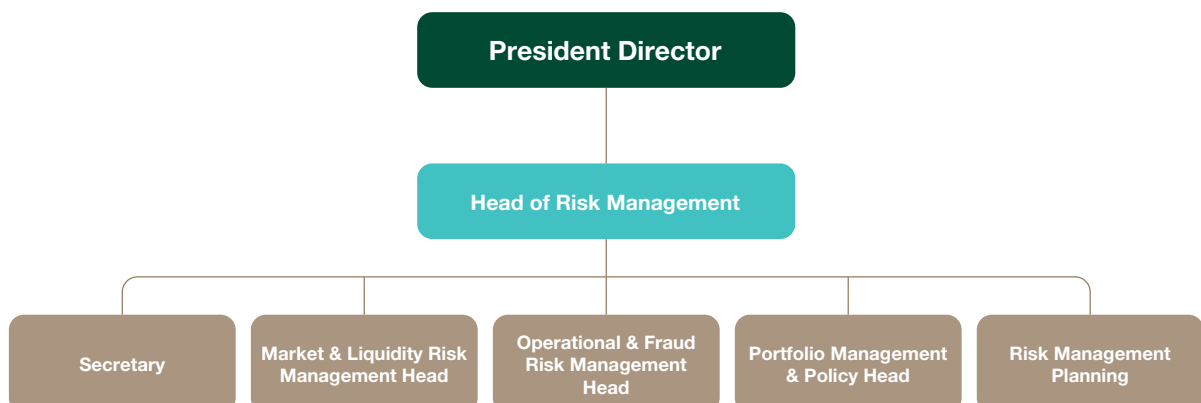 President Director
Head of Risk Management
Secretary
Market & Liquidity Risk
Management Head
Operational & Fraud
Risk Management
Head
Portfolio Management
& Policy Head
Risk Management
Planning